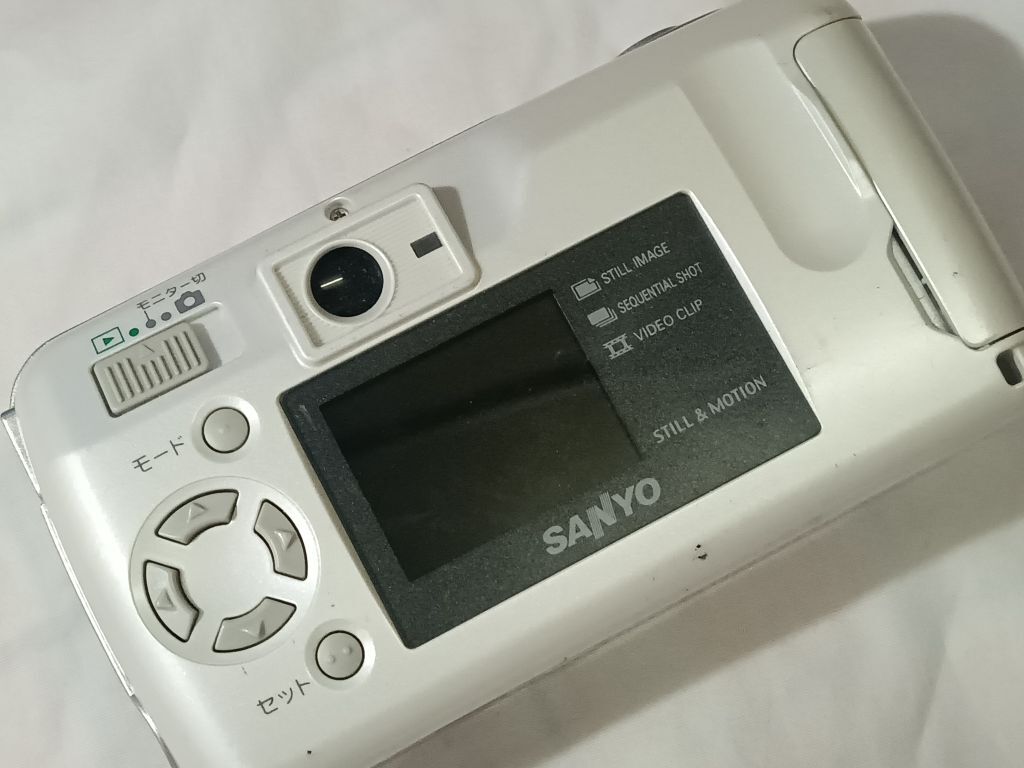 モニター切
モード
セット
STILL IMAGE
SEQUENTIAL SHOT
VIDEO CLIP
STILL & MOTION
SANYO